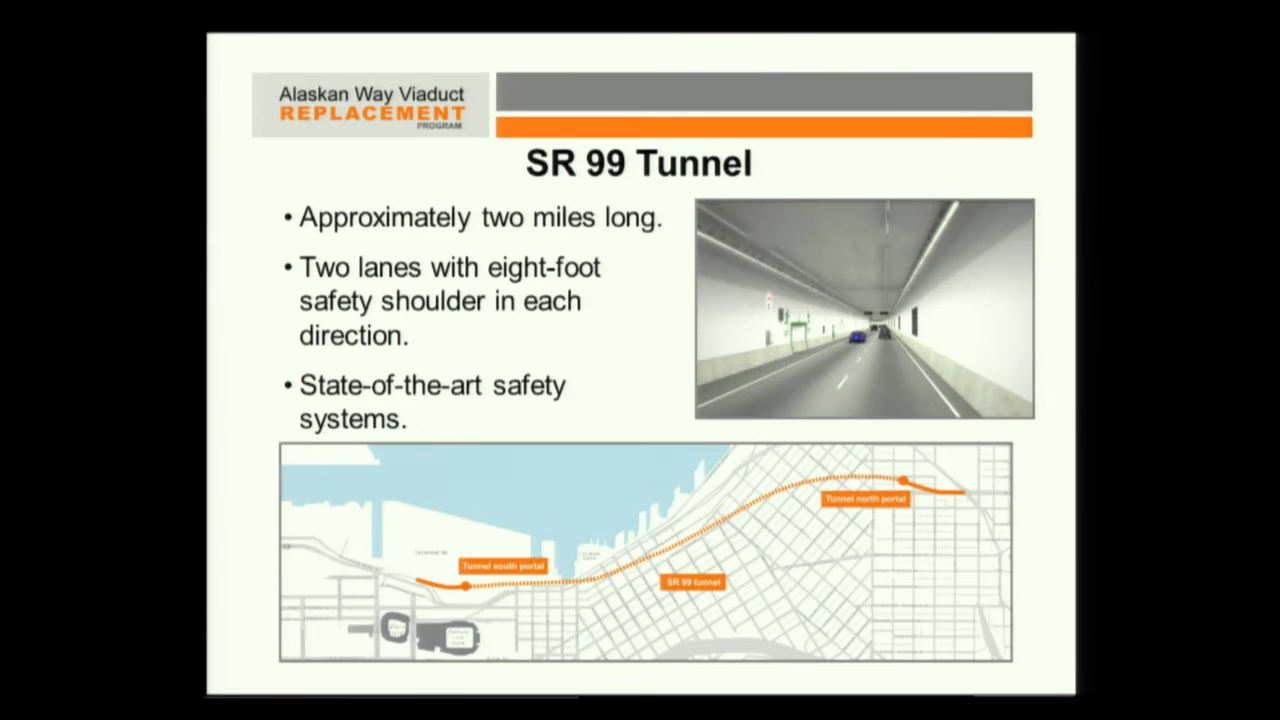 Alaskan Way Viaduct
REPLACEMENT
PROGRAM
SR 99 Tunnel
• Approximately two miles long.
• Two lanes with eight-foot
safety shoulder in each
direction.
• State-of-the-art safety
systems.
Tunnel north portal
Tunnel south portal
SR 99 tunnel